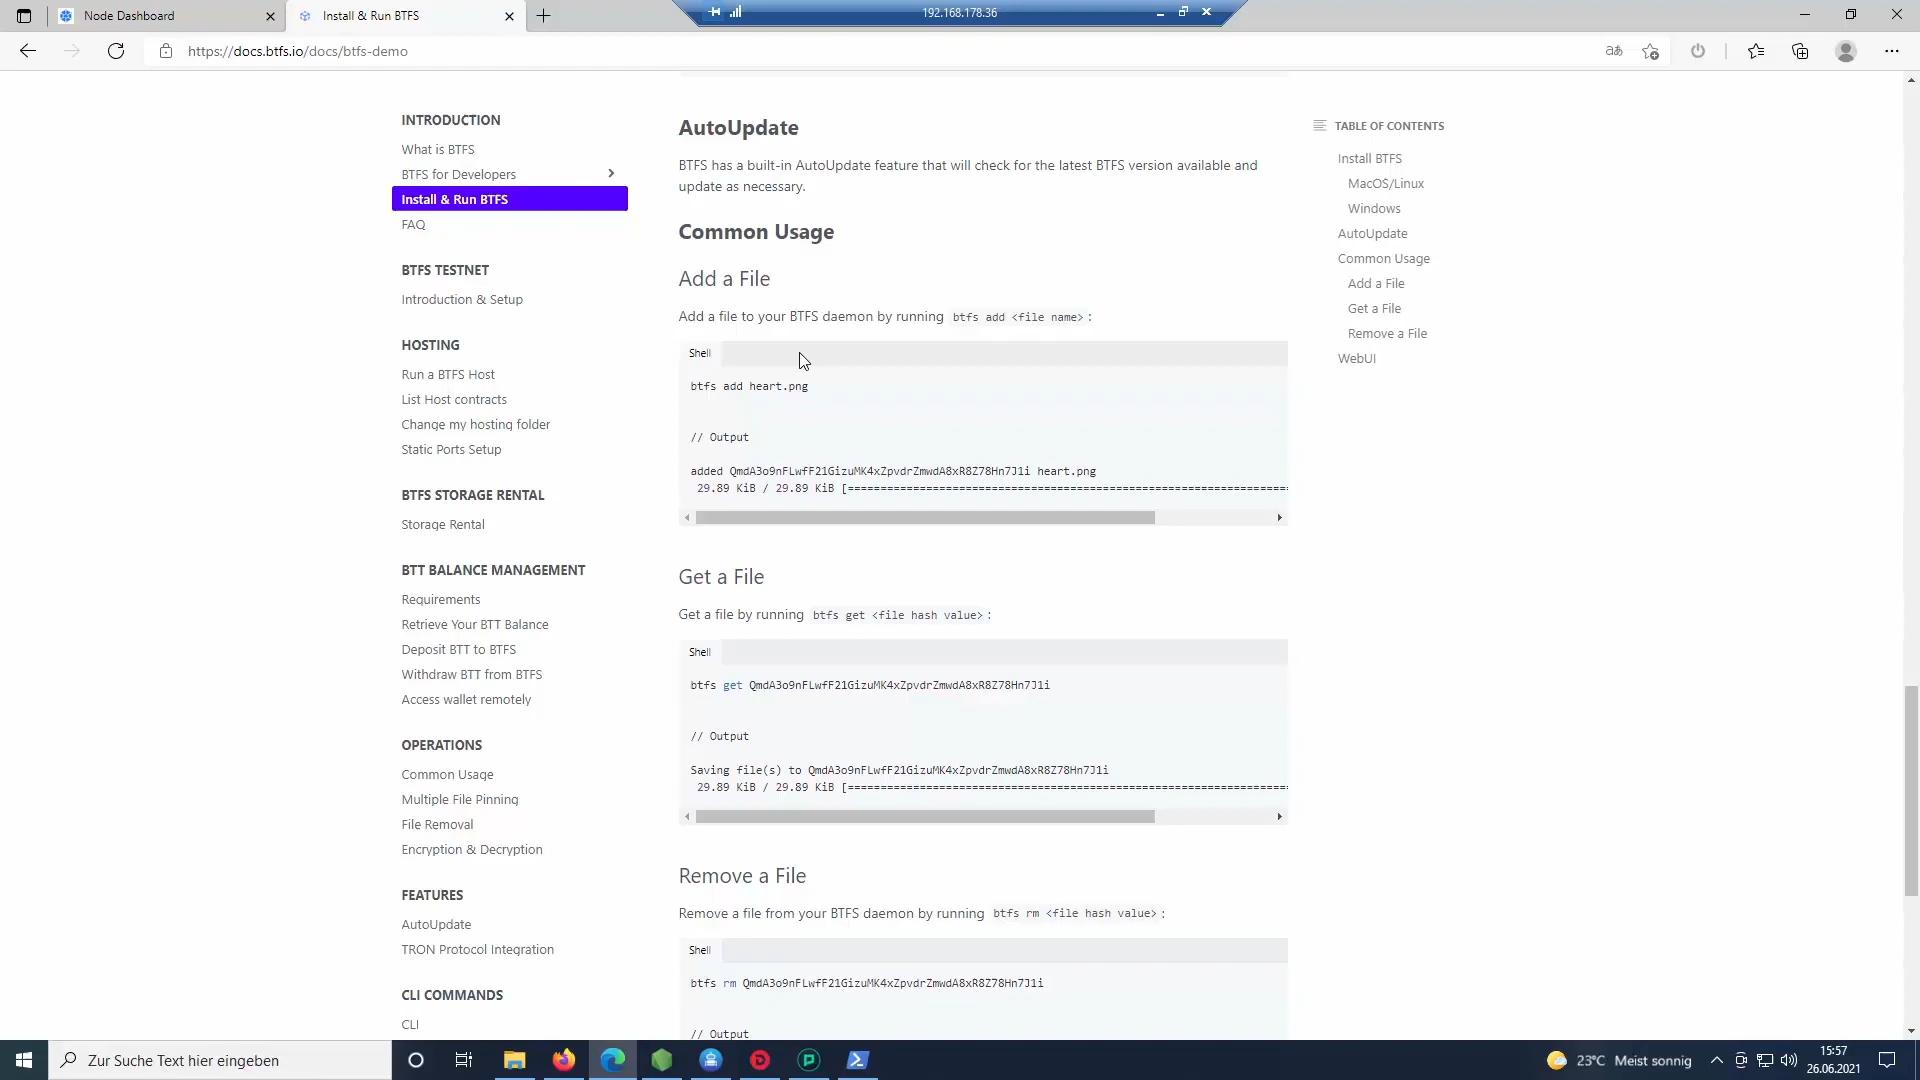 Node Dashboard
Install & Run BTFS
192.168.178.36
https://docs.btfs.io/docs/btfs-demo
INTRODUCTION
What is BTFS
BTFS for Developers
Install & Run BTFS
FAQ
BTFS TESTNET
Introduction & Setup
HOSTING
Run a BTFS Host
List Host contracts
Change my hosting folder
Static Ports Setup
BTFS STORAGE RENTAL
Storage Rental
BTT BALANCE MANAGEMENT
Requirements
Retrieve Your BTT Balance
Deposit BTT to BTFS
Withdraw BTT from BTFS
Access wallet remotely
OPERATIONS
Common Usage
Multiple File Pinning
File Removal
Encryption & Decryption
FEATURES
AutoUpdate
TRON Protocol Integration
CLI COMMANDS
CLI
AutoUpdate
BTFS has a built-in AutoUpdate feature that will check for the latest BTFS version available and
update as necessary.
Common Usage
Add a File
Add a file to your BTFS daemon by running btfs add <file name>:
Shell
btfs add heart.png
// Output
added QmdA3o9nFLwfF21GizuMK4xZpvdrZmwdA8xR8Z78Hn7J1i heart.png
29.89 KiB / 29.89 KiB [====================================================================
Get a File
Get a file by running btfs get <file hash value>:
Shell
btfs get QmdA3o9nFLwfF21GizuMK4xZpvdrZmwdA8xR8Z78Hn7J1i
// Output
Saving file(s) to QmdA3o9nFLwfF21GizuMK4xZpvdrZmwdA8xR8Z78Hn7J1i
29.89 KiB / 29.89 KiB [====================================================================
Remove a File
Remove a file from your BTFS daemon by running btfs rm <file hash value>:
Shell
btfs rm QmdA3o9nFLwfF21GizuMK4xZpvdrZmwdA8xR8Z78Hn7J1i
// Output
TABLE OF CONTENTS
Install BTFS
MacOS/Linux
Windows
AutoUpdate
Common Usage
Add a File
Get a File
Remove a File
WebUI
Zur Suche Text hier eingeben
23°C Meist sonnig
15:57
26.06.2021